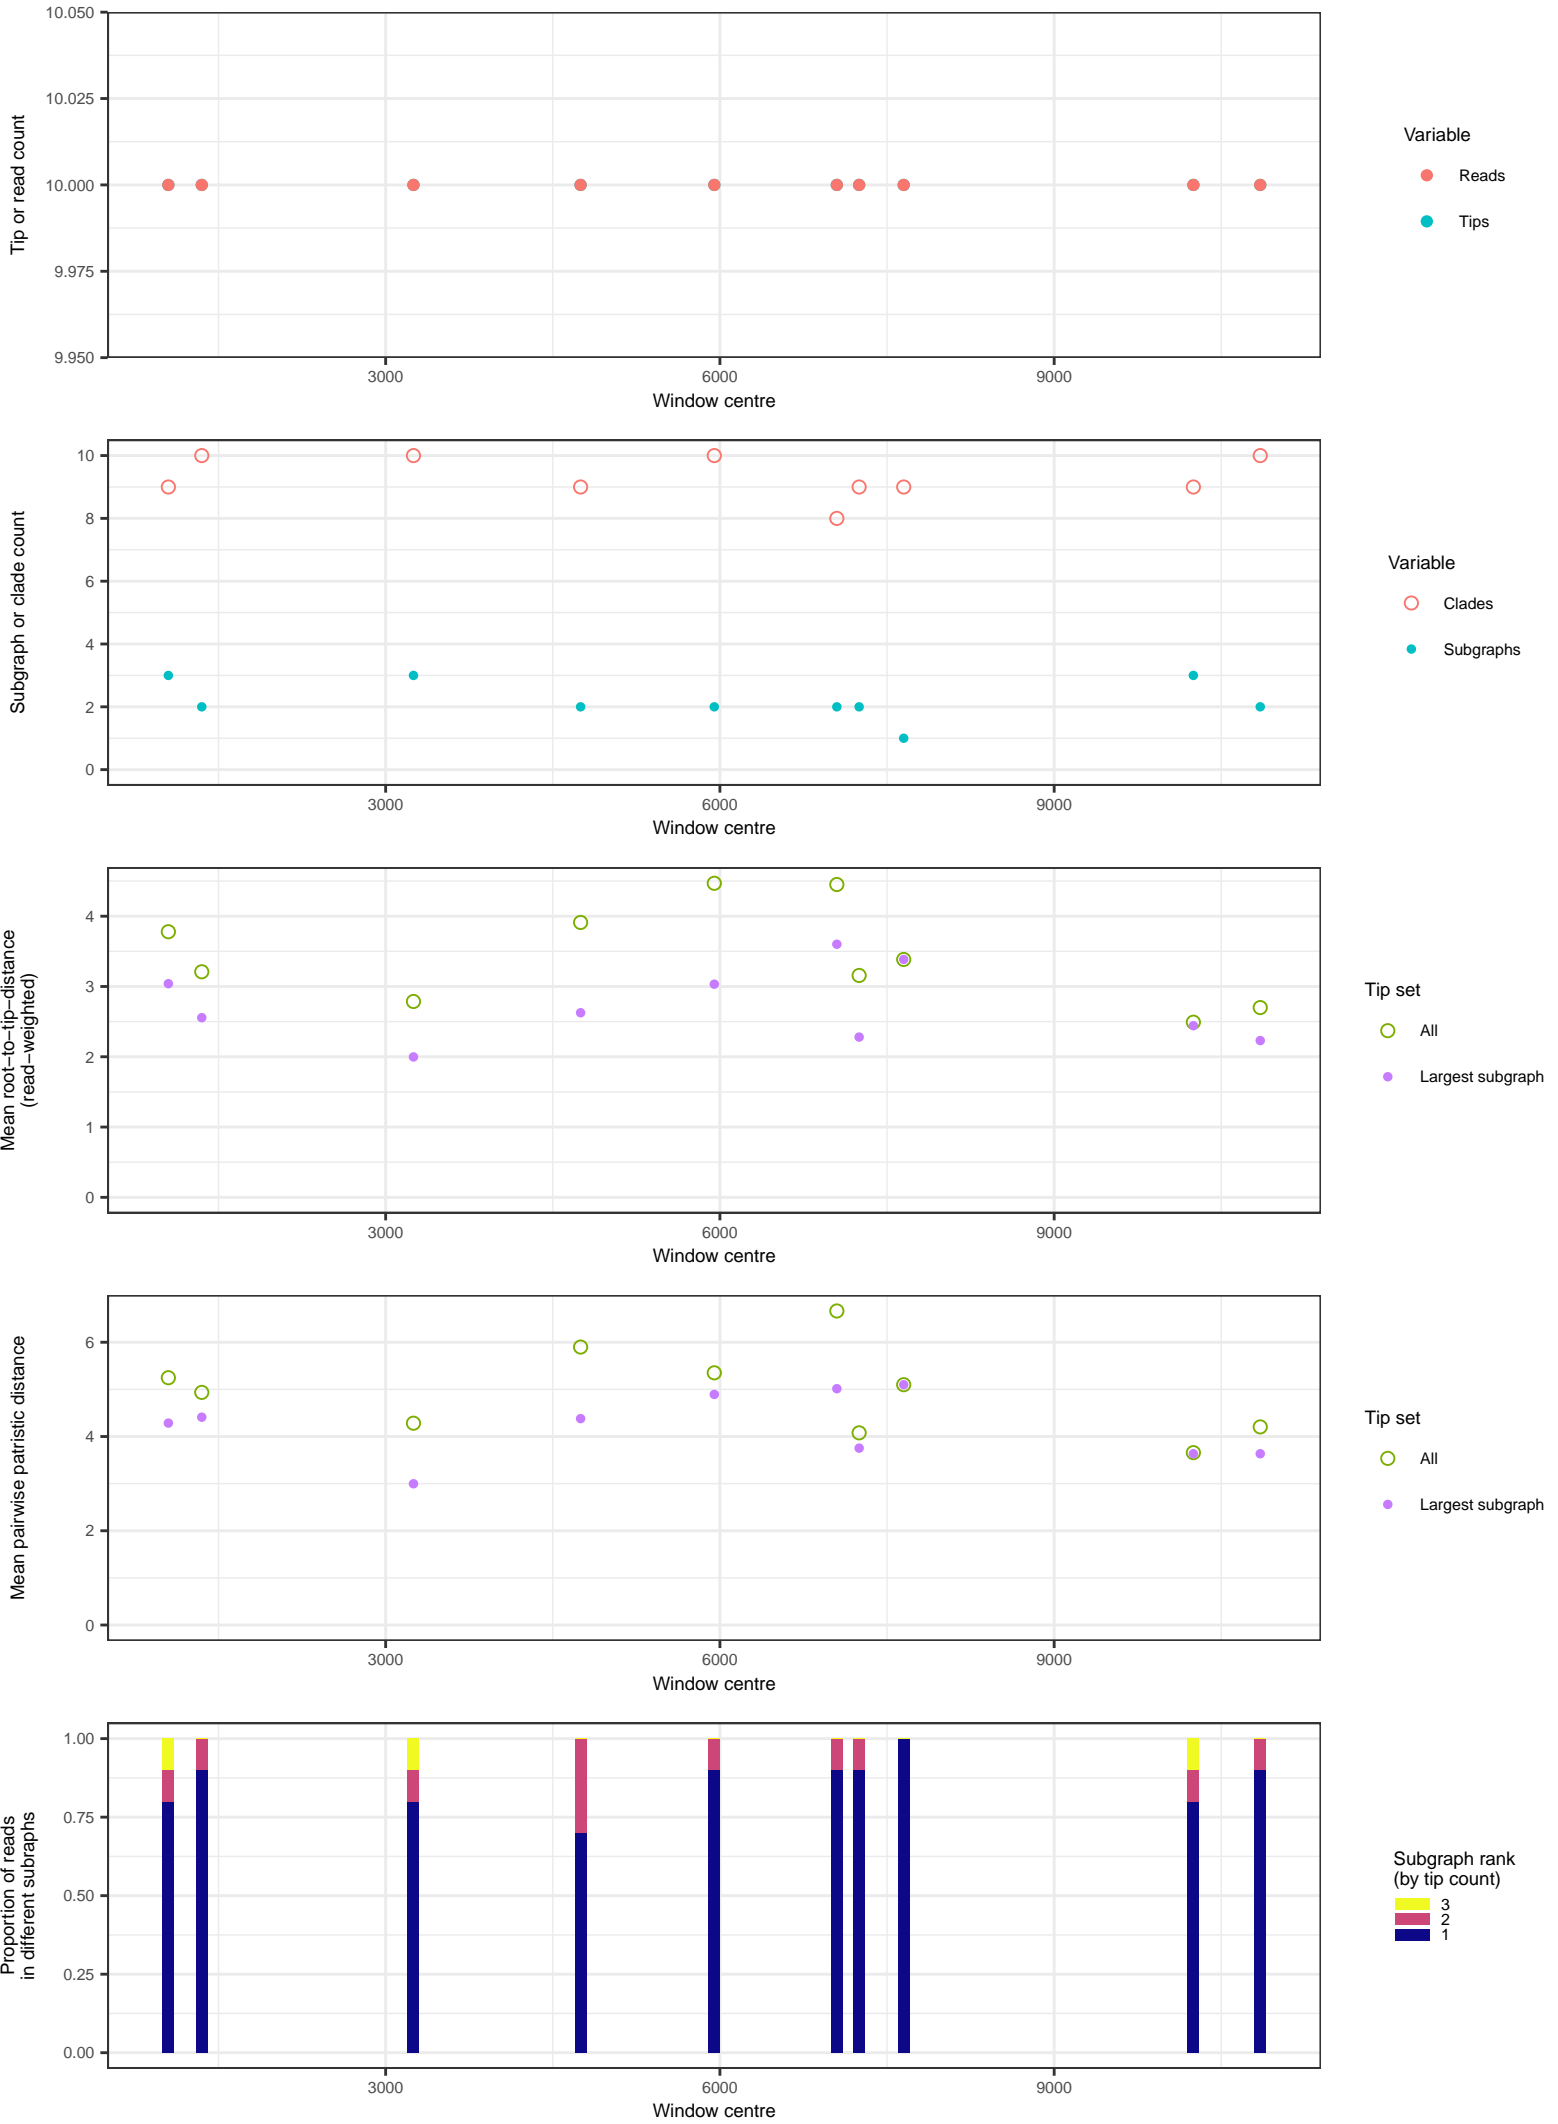 10.050
10.025
10.000
9.975
9.950
Tip or read count
3000
6000
9000
Window centre
Variable
Reads
Tips
10
8
6
4
2
0
Subgraph or clade count
3000
6000
9000
Window centre
Variable
Clades
Subgraphs
4
3
2
1
0
Mean root−to−tip−distance
(read−weighted)
3000
6000
9000
Window centre
Tip set
All
Largest subgraph
6
4
2
0
Mean pairwise patristic distance
3000
6000
9000
Window centre
Tip set
All
Largest subgraph
1.00
0.75
0.50
0.25
0.00
Proportion of reads
in different subraphs
3000
6000
9000
Window centre
Subgraph rank
(by tip count)
3
2
1